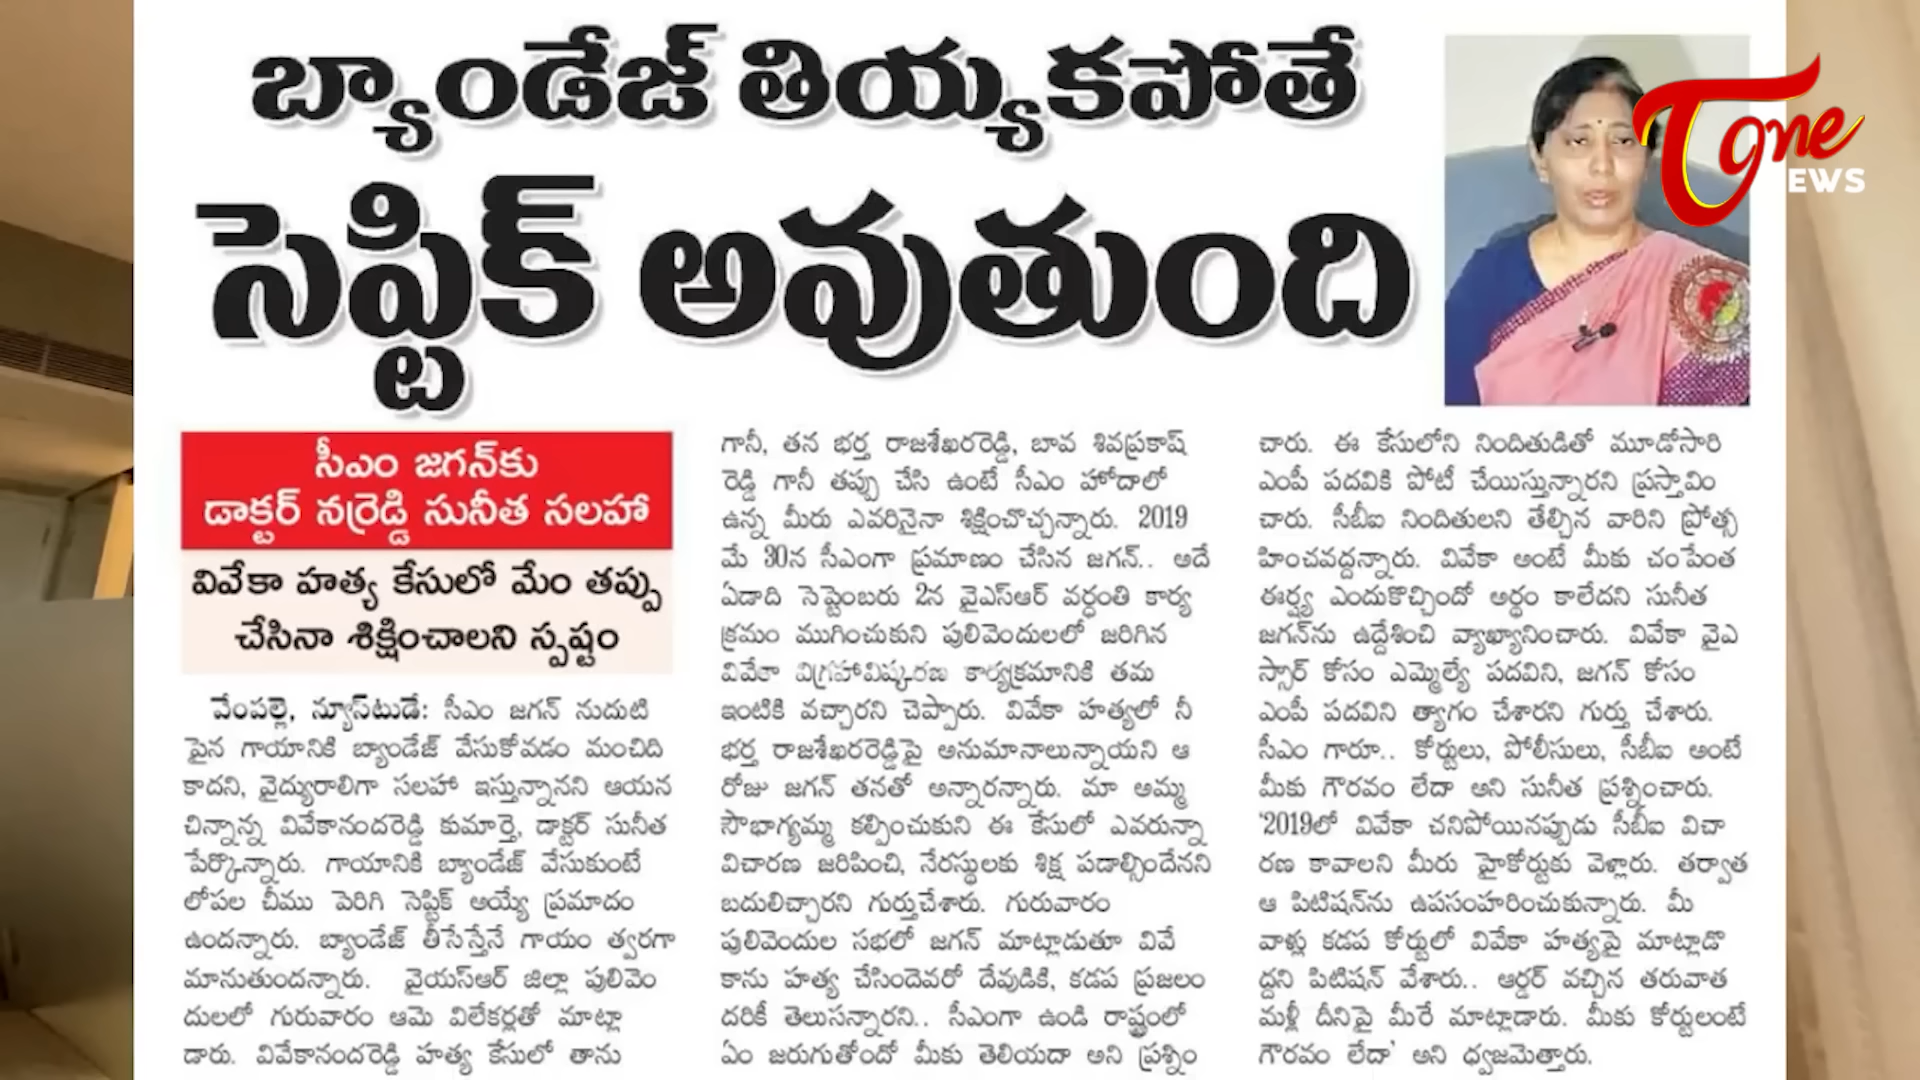 బ్యాండేజ్ తియ్యకపోతే
సెప్టిక్ అవుతుంది
Tone
NEWS
సీఎం జగన్‌కు
డాక్టర్ నర్రెడ్డి సునీత సలహా
వివేకా హత్య కేసులో మేం తప్పు
చేసినా శిక్షించాలని స్పష్టం
వేంపల్లె, న్యూస్‌టుడే: సీఎం జగన్ నుదుటి
పైన గాయానికి బ్యాండేజ్ వేసుకోవడం మంచిది
కాదని, వైద్యురాలిగా సలహా ఇస్తున్నానని ఆయన
చిన్నాన్న వివేకానందరెడ్డి కుమార్తె, డాక్టర్ సునీత
పేర్కొన్నారు. గాయానికి బ్యాండేజ్ వేసుకుంటే
లోపల చీము పెరిగి సెప్టిక్ అయ్యే ప్రమాదం
ఉందన్నారు. బ్యాండేజ్ తీసేస్తేనే గాయం త్వరగా
మానుతుందన్నారు. వైయస్ఆర్ జిల్లా పులివెం
దులలో గురువారం ఆమె విలేకర్లతో మాట్లా
డారు. వివేకానందరెడ్డి హత్య కేసులో తాను
గానీ, తన భర్త రాజశేఖరరెడ్డి, బావ శివప్రకాష్
రెడ్డి గానీ తప్పు చేసి ఉంటే సీఎం హోదాలో
ఉన్న మీరు ఎవరినైనా శిక్షించొచ్చన్నారు. 2019
మే 30న సీఎంగా ప్రమాణం చేసిన జగన్.. అదే
ఏడాది సెప్టెంబరు 2న వైఎస్ఆర్ వర్ధంతి కార్య
క్రమం ముగించుకుని పులివెందులలో జరిగిన
వివేకా విగ్రహావిష్కరణ కార్యక్రమానికి తమ
ఇంటికి వచ్చారని చెప్పారు. వివేకా హత్యలో నీ
భర్త రాజశేఖరరెడ్డిపై అనుమానాలున్నాయని ఆ
రోజు జగన్ తనతో అన్నారన్నారు. మా అమ్మ
సౌభాగ్యమ్మ కల్పించుకుని ఈ కేసులో ఎవరున్నా
విచారణ జరిపించి, నేరస్థులకు శిక్ష పడాల్సిందేనని
బదులిచ్చారని గుర్తుచేశారు. గురువారం
పులివెందుల సభలో జగన్ మాట్లాడుతూ వివే
కాను హత్య చేసిందెవరో దేవుడికి, కడప ప్రజలం
దరికీ తెలుసన్నారని.. సీఎంగా ఉండి రాష్ట్రంలో
ఏం జరుగుతోందో మీకు తెలియదా అని ప్రశ్నిం
చారు. ఈ కేసులోని నిందితుడితో మూడోసారి
ఎంపీ పదవికి పోటీ చేయిస్తున్నారని ప్రస్తావిం
చారు. సీబీఐ నిందితులని తేల్చిన వారిని ప్రోత్స
హించవద్దన్నారు. వివేకా అంటే మీకు చంపేంత
ఈర్ష్య ఎందుకొచ్చిందో అర్థం కాలేదని సునీత
జగన్‌ను ఉద్దేశించి వ్యాఖ్యానించారు. వివేకా వైఎ
స్సార్ కోసం ఎమ్మెల్యే పదవిని, జగన్ కోసం
ఎంపీ పదవిని త్యాగం చేశారని గుర్తు చేశారు.
సీఎం గారూ.. కోర్టులు, పోలీసులు, సీబీఐ అంటే
మీకు గౌరవం లేదా అని సునీత ప్రశ్నించారు.
'2019లో వివేకా చనిపోయినప్పుడు సీబీఐ విచా
రణ కావాలని మీరు హైకోర్టుకు వెళ్లారు. తర్వాత
ఆ పిటిషన్‌ను ఉపసంహరించుకున్నారు. మీ
వాళ్లు కడప కోర్టులో వివేకా హత్యపై మాట్లాడొ
ద్దని పిటిషన్ వేశారు.. ఆర్డర్ వచ్చిన తరువాత
మళ్లీ దీనిపై మీరే మాట్లాడారు. మీకు కోర్టులంటే
గౌరవం లేదా' అని ధ్వజమెత్తారు.